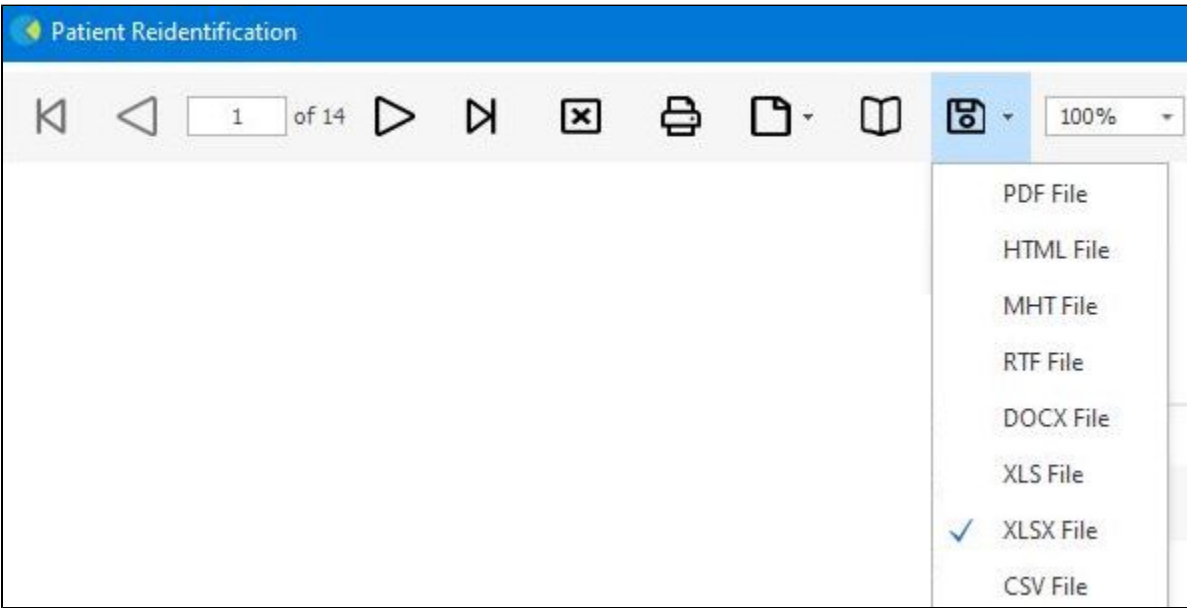 Patient Reidentification
1 of 14 100%
PDF File
HTML File
MHT File
RTF File
DOCX File
XLS File
XLSX File
CSV File